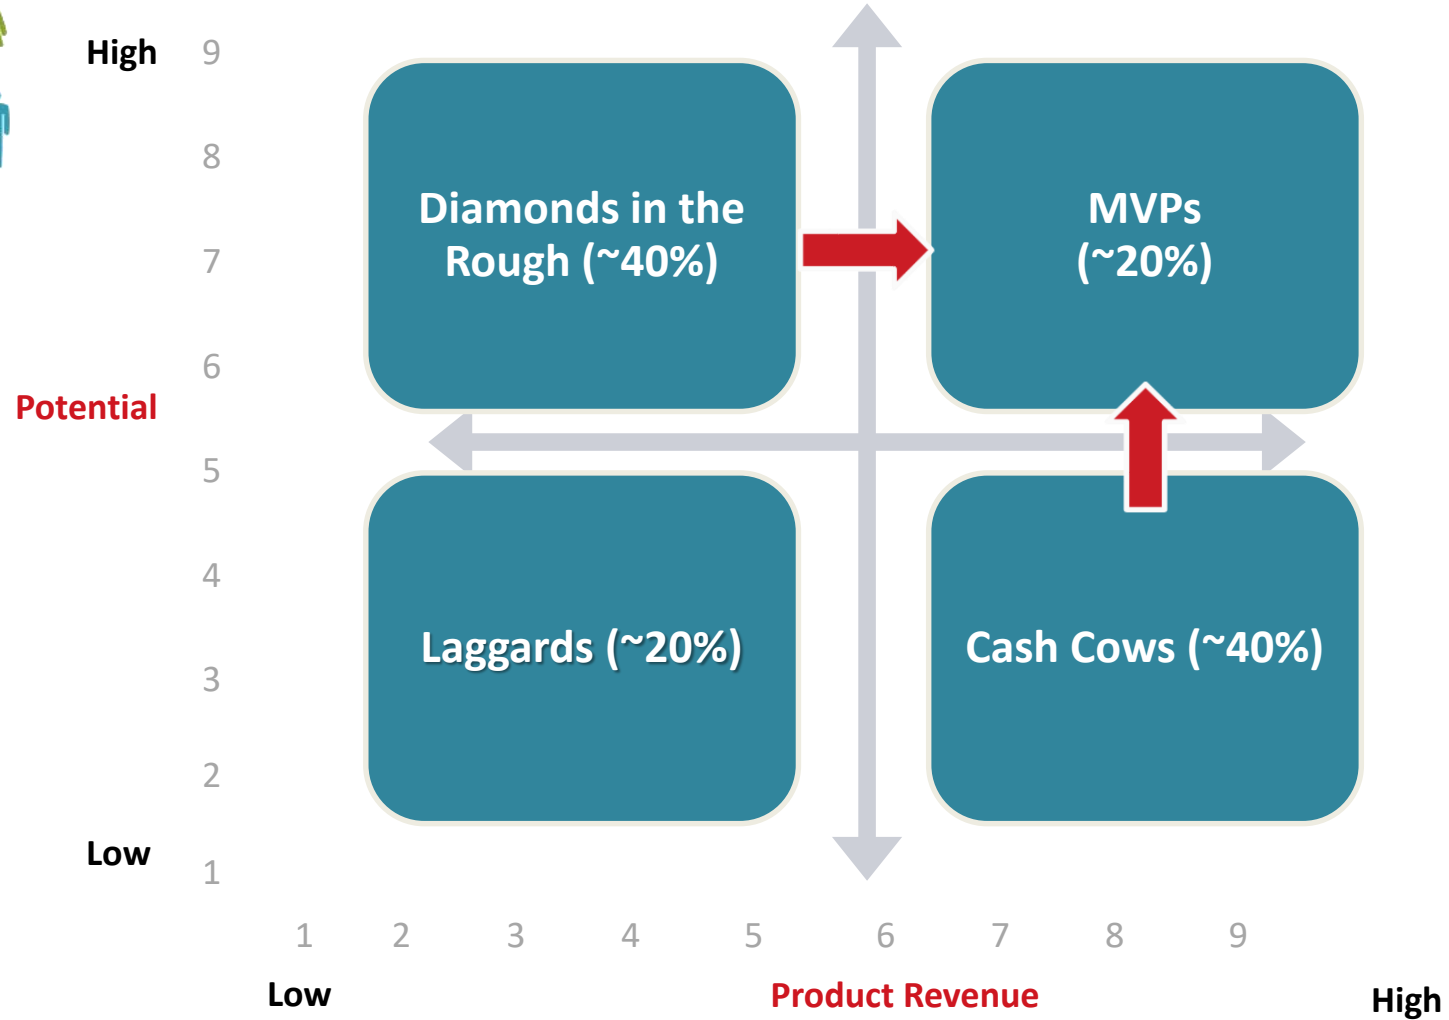 High
9
8
7
6
Potential
5
4
3
2
Low
1
Diamonds in the
Rough (~40%)
MVPs
(~20%)
Laggards (~20%)
Cash Cows (~40%)
1 2 3 4 5 6 7 8 9
Low
Product Revenue
High